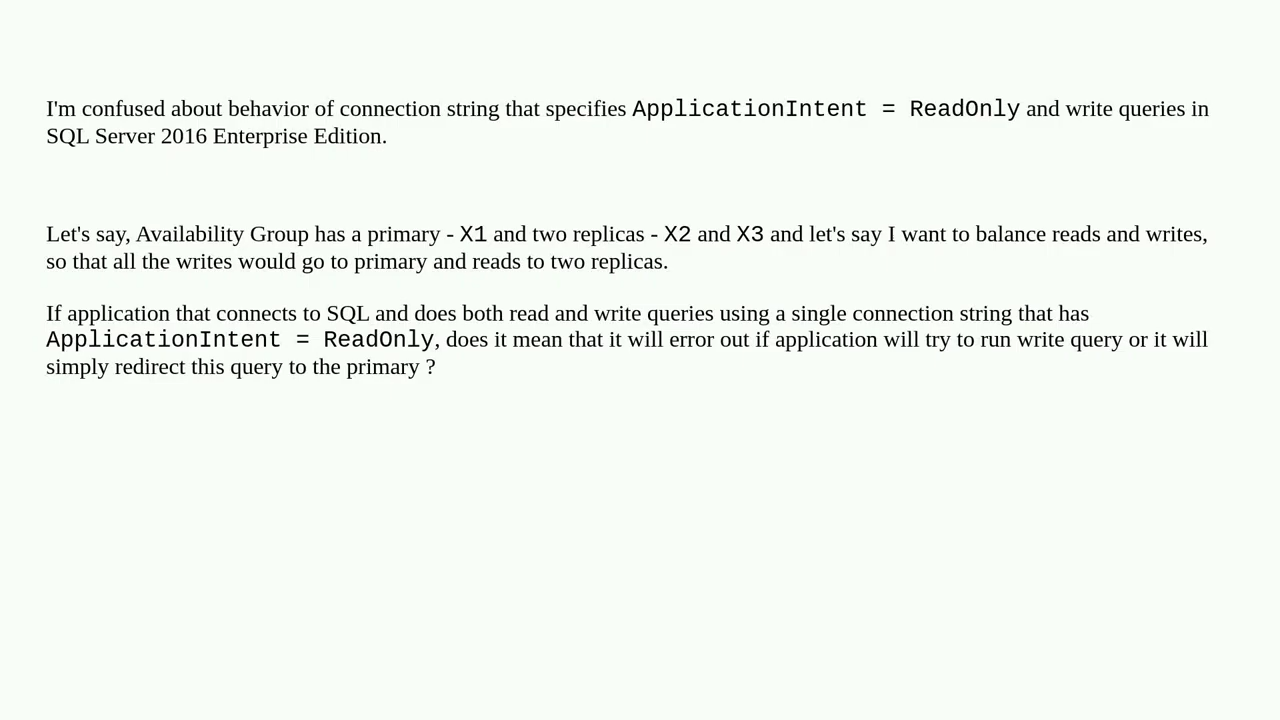 I'm confused about behavior of connection string that specifies ApplicationIntent = ReadOnly and write queries in
SQL Server 2016 Enterprise Edition.
Let's say, Availability Group has a primary - X1 and two replicas - X2 and X3 and let's say I want to balance reads and writes,
so that all the writes would go to primary and reads to two replicas.
If application that connects to SQL and does both read and write queries using a single connection string that has
ApplicationIntent = ReadOnly, does it mean that it will error out if application will try to run write query or it will
simply redirect this query to the primary ?